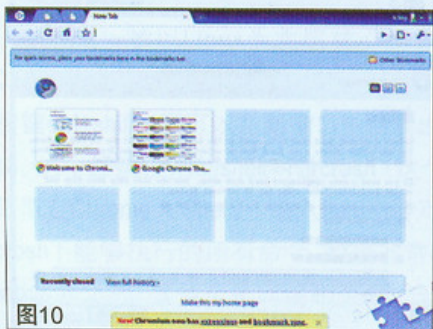 New Tab
For quick access, place your bookmarks here in the bookmarks bar.
Other Bookmarks
Welcome to Chromi...
Google Chrome The...
Recently closed
View full history »
Make this my home page
New! Chromium now has extensions and bookmark sync.
图10